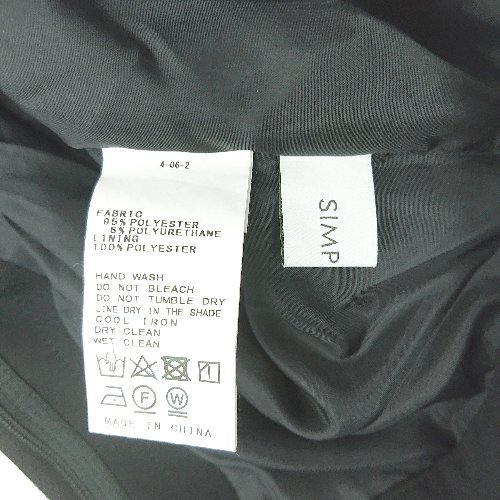 4-06-2
FABRIC
95% POLYESTER
5% POLYURETHANE
LINING
100% POLYESTER
HAND WASH
DO NOT BLEACH
DO NOT TUMBLE DRY
LINE DRY IN THE SHADE
COOL IRON
DRY CLEAN
WET CLEAN
F W
MADE IN CHINA
SIMP